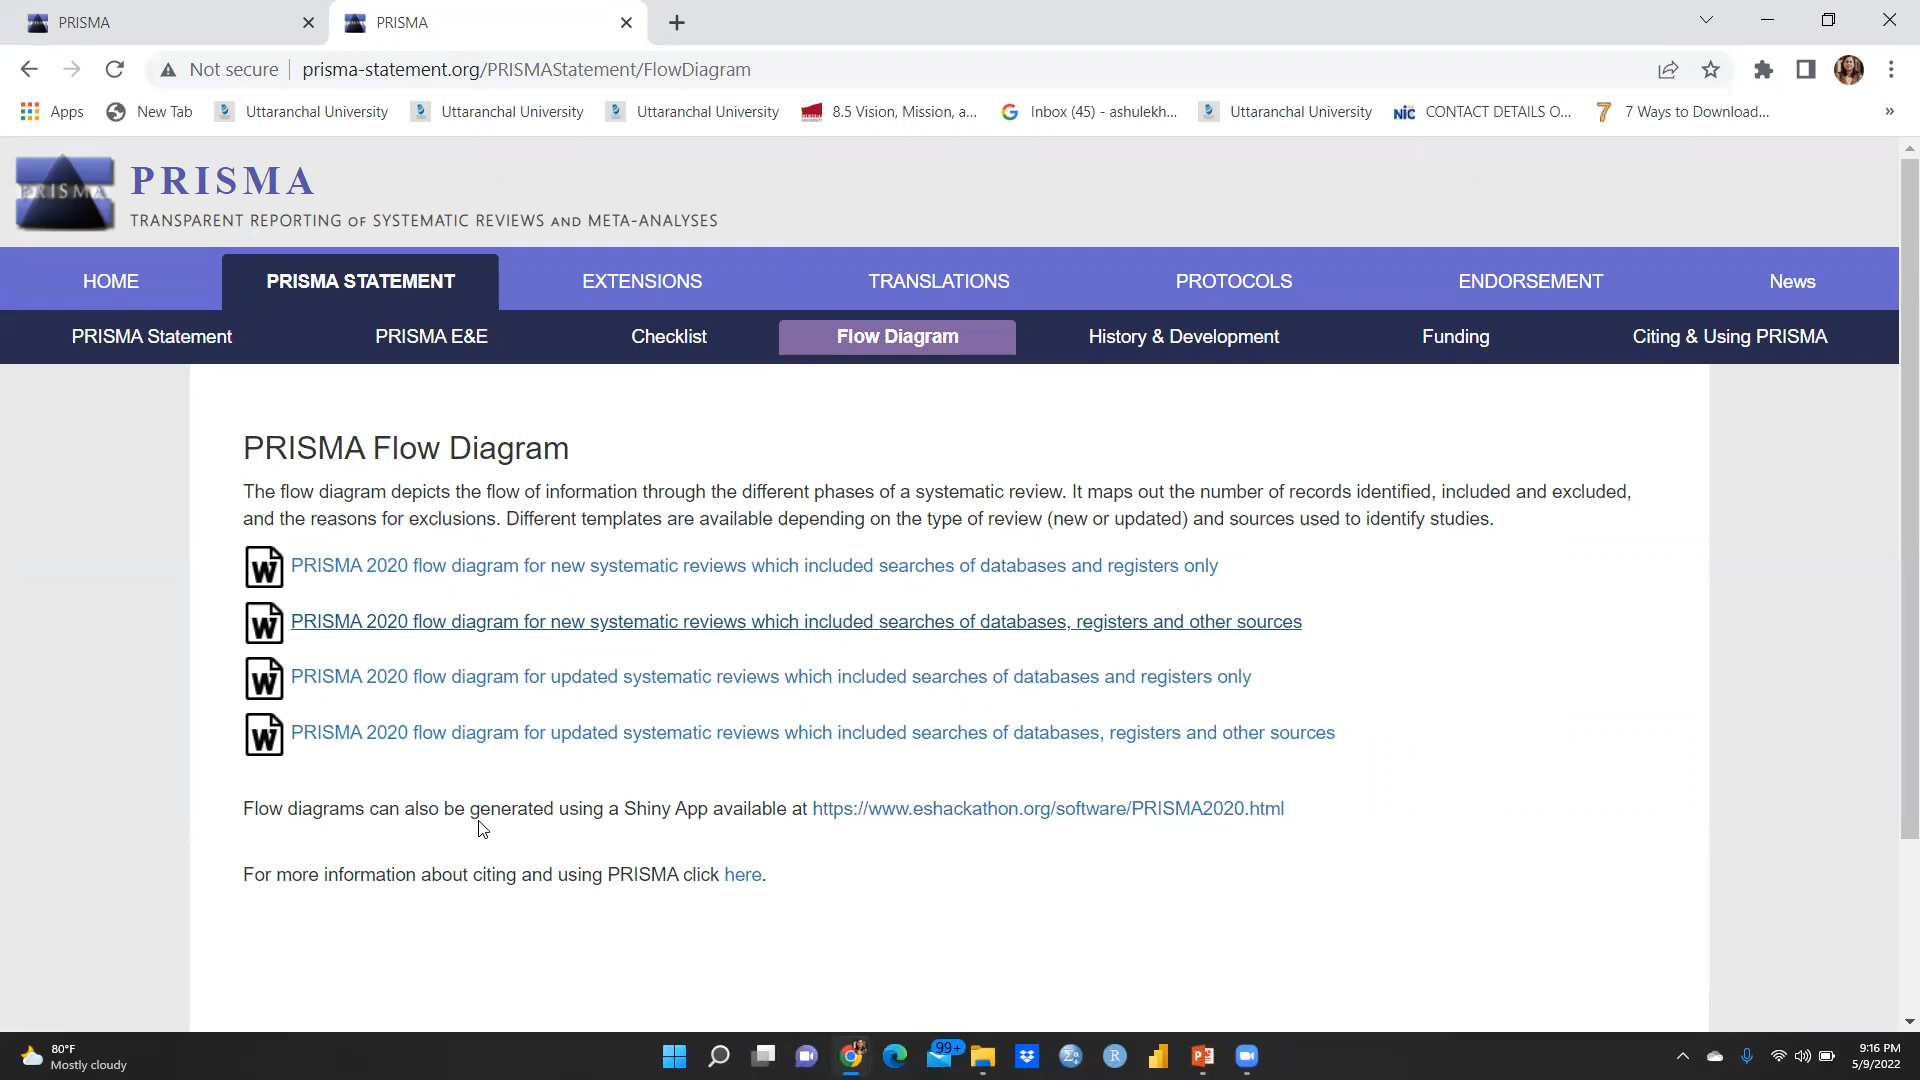 PRISMA
PRISMA
Not secure
prisma-statement.org/PRISMAStatement/FlowDiagram
Apps
New Tab
Uttaranchal University
Uttaranchal University
Uttaranchal University
8.5 Vision, Mission, a...
Inbox (45) - ashulekh...
Uttaranchal University
NIC
CONTACT DETAILS O...
7 Ways to Download...
»
PRISMA
PRISMA
TRANSPARENT REPORTING OF SYSTEMATIC REVIEWS AND META-ANALYSES
HOME
PRISMA STATEMENT
EXTENSIONS
TRANSLATIONS
PROTOCOLS
ENDORSEMENT
News
PRISMA Statement
PRISMA E&E
Checklist
Flow Diagram
History & Development
Funding
Citing & Using PRISMA
PRISMA Flow Diagram
The flow diagram depicts the flow of information through the different phases of a systematic review. It maps out the number of records identified, included and excluded,
and the reasons for exclusions. Different templates are available depending on the type of review (new or updated) and sources used to identify studies.
PRISMA 2020 flow diagram for new systematic reviews which included searches of databases and registers only
PRISMA 2020 flow diagram for new systematic reviews which included searches of databases, registers and other sources
PRISMA 2020 flow diagram for updated systematic reviews which included searches of databases and registers only
PRISMA 2020 flow diagram for updated systematic reviews which included searches of databases, registers and other sources
Flow diagrams can also be generated using a Shiny App available at https://www.eshackathon.org/software/PRISMA2020.html
For more information about citing and using PRISMA click here.
80°F
Mostly cloudy
99+
9:16 PM
5/9/2022